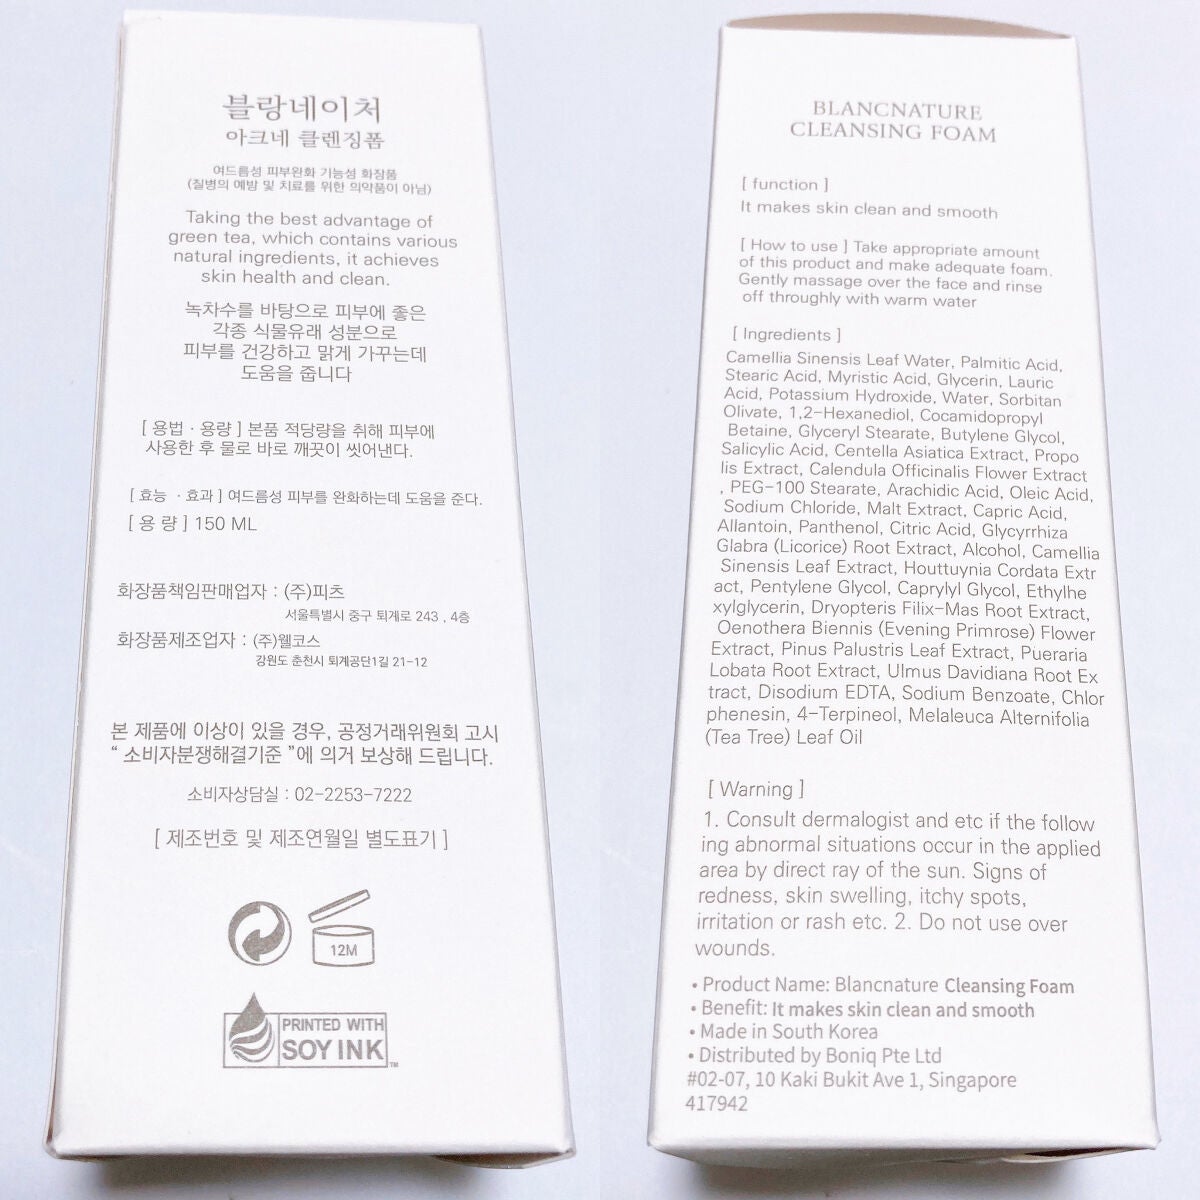 블랑네이처
아크네 클렌징폼
여드름성 피부완화 기능성 화장품
(질병의 예방 및 치료를 위한 의약품이 아님)
Taking the best advantage of
green tea, which contains various
natural ingredients, it achieves
skin health and clean.
녹차수를 바탕으로 피부에 좋은
각종 식물유래 성분으로
피부를 건강하고 맑게 가꾸는데
도움을 줍니다
[ 용법 · 용량 ] 본품 적당량을 취해 피부에
사용한 후 물로 바로 깨끗이 씻어낸다.
[ 효능 · 효과 ] 여드름성 피부를 완화하는데 도움을 준다.
[ 용 량 ] 150 ML
화장품책임판매업자 : (주)피츠
서울특별시 중구 퇴계로 243 , 4층
화장품제조업자 : (주)웰코스
강원도 춘천시 퇴계공단1길 21-12
본 제품에 이상이 있을 경우, 공정거래위원회 고시
“ 소비자분쟁해결기준 ”에 의거 보상해 드립니다.
소비자상담실 : 02-2253-7222
[ 제조번호 및 제조연월일 별도표기 ]
12M
PRINTED WITH
SOY INK
TM
BLANCNATURE
CLEANSING FOAM
[ function ]
It makes skin clean and smooth
[ How to use ] Take appropriate amount
of this product and make adequate foam.
Gently massage over the face and rinse
off throughly with warm water
[ Ingredients ]
Camellia Sinensis Leaf Water, Palmitic Acid,
Stearic Acid, Myristic Acid, Glycerin, Lauric
Acid, Potassium Hydroxide, Water, Sorbitan
Olivate, 1,2-Hexanediol, Cocamidopropyl
Betaine, Glyceryl Stearate, Butylene Glycol,
Salicylic Acid, Centella Asiatica Extract, Propo
lis Extract, Calendula Officinalis Flower Extract
, PEG-100 Stearate, Arachidic Acid, Oleic Acid,
Sodium Chloride, Malt Extract, Capric Acid,
Allantoin, Panthenol, Citric Acid, Glycyrrhiza
Glabra (Licorice) Root Extract, Alcohol, Camellia
Sinensis Leaf Extract, Houttuynia Cordata Extr
act, Pentylene Glycol, Caprylyl Glycol, Ethylhe
xylglycerin, Dryopteris Filix-Mas Root Extract,
Oenothera Biennis (Evening Primrose) Flower
Extract, Pinus Palustris Leaf Extract, Pueraria
Lobata Root Extract, Ulmus Davidiana Root Ex
tract, Disodium EDTA, Sodium Benzoate, Chlor
phenesin, 4-Terpineol, Melaleuca Alternifolia
(Tea Tree) Leaf Oil
[ Warning ]
1. Consult dermalogist and etc if the follow
ing abnormal situations occur in the applied
area by direct ray of the sun. Signs of
redness, skin swelling, itchy spots,
irritation or rash etc. 2. Do not use over
wounds.
• Product Name: Blancnature Cleansing Foam
• Benefit: It makes skin clean and smooth
• Made in South Korea
• Distributed by Boniq Pte Ltd
#02-07, 10 Kaki Bukit Ave 1, Singapore
417942